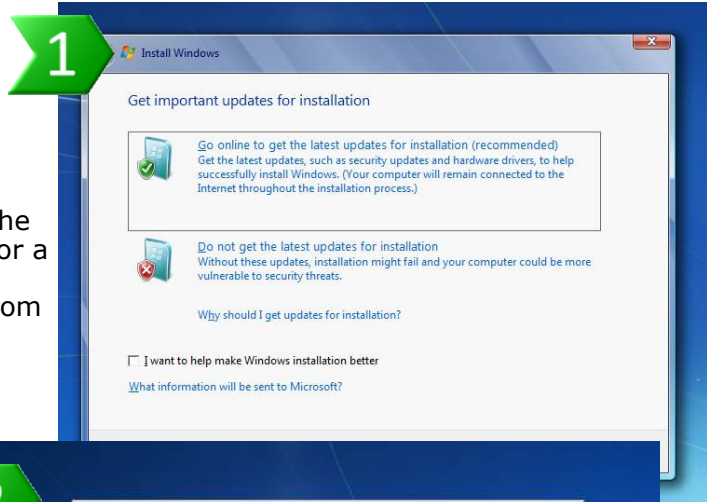 1
Install Windows
Get important updates for installation
Go online to get the latest updates for installation (recommended)
Get the latest updates, such as security updates and hardware drivers, to help
successfully install Windows. (Your computer will remain connected to the
Internet throughout the installation process.)
he
or a
om
Do not get the latest updates for installation
Without these updates, installation might fail and your computer could be more
vulnerable to security threats.
Why should I get updates for installation?
I want to help make Windows installation better
What information will be sent to Microsoft?